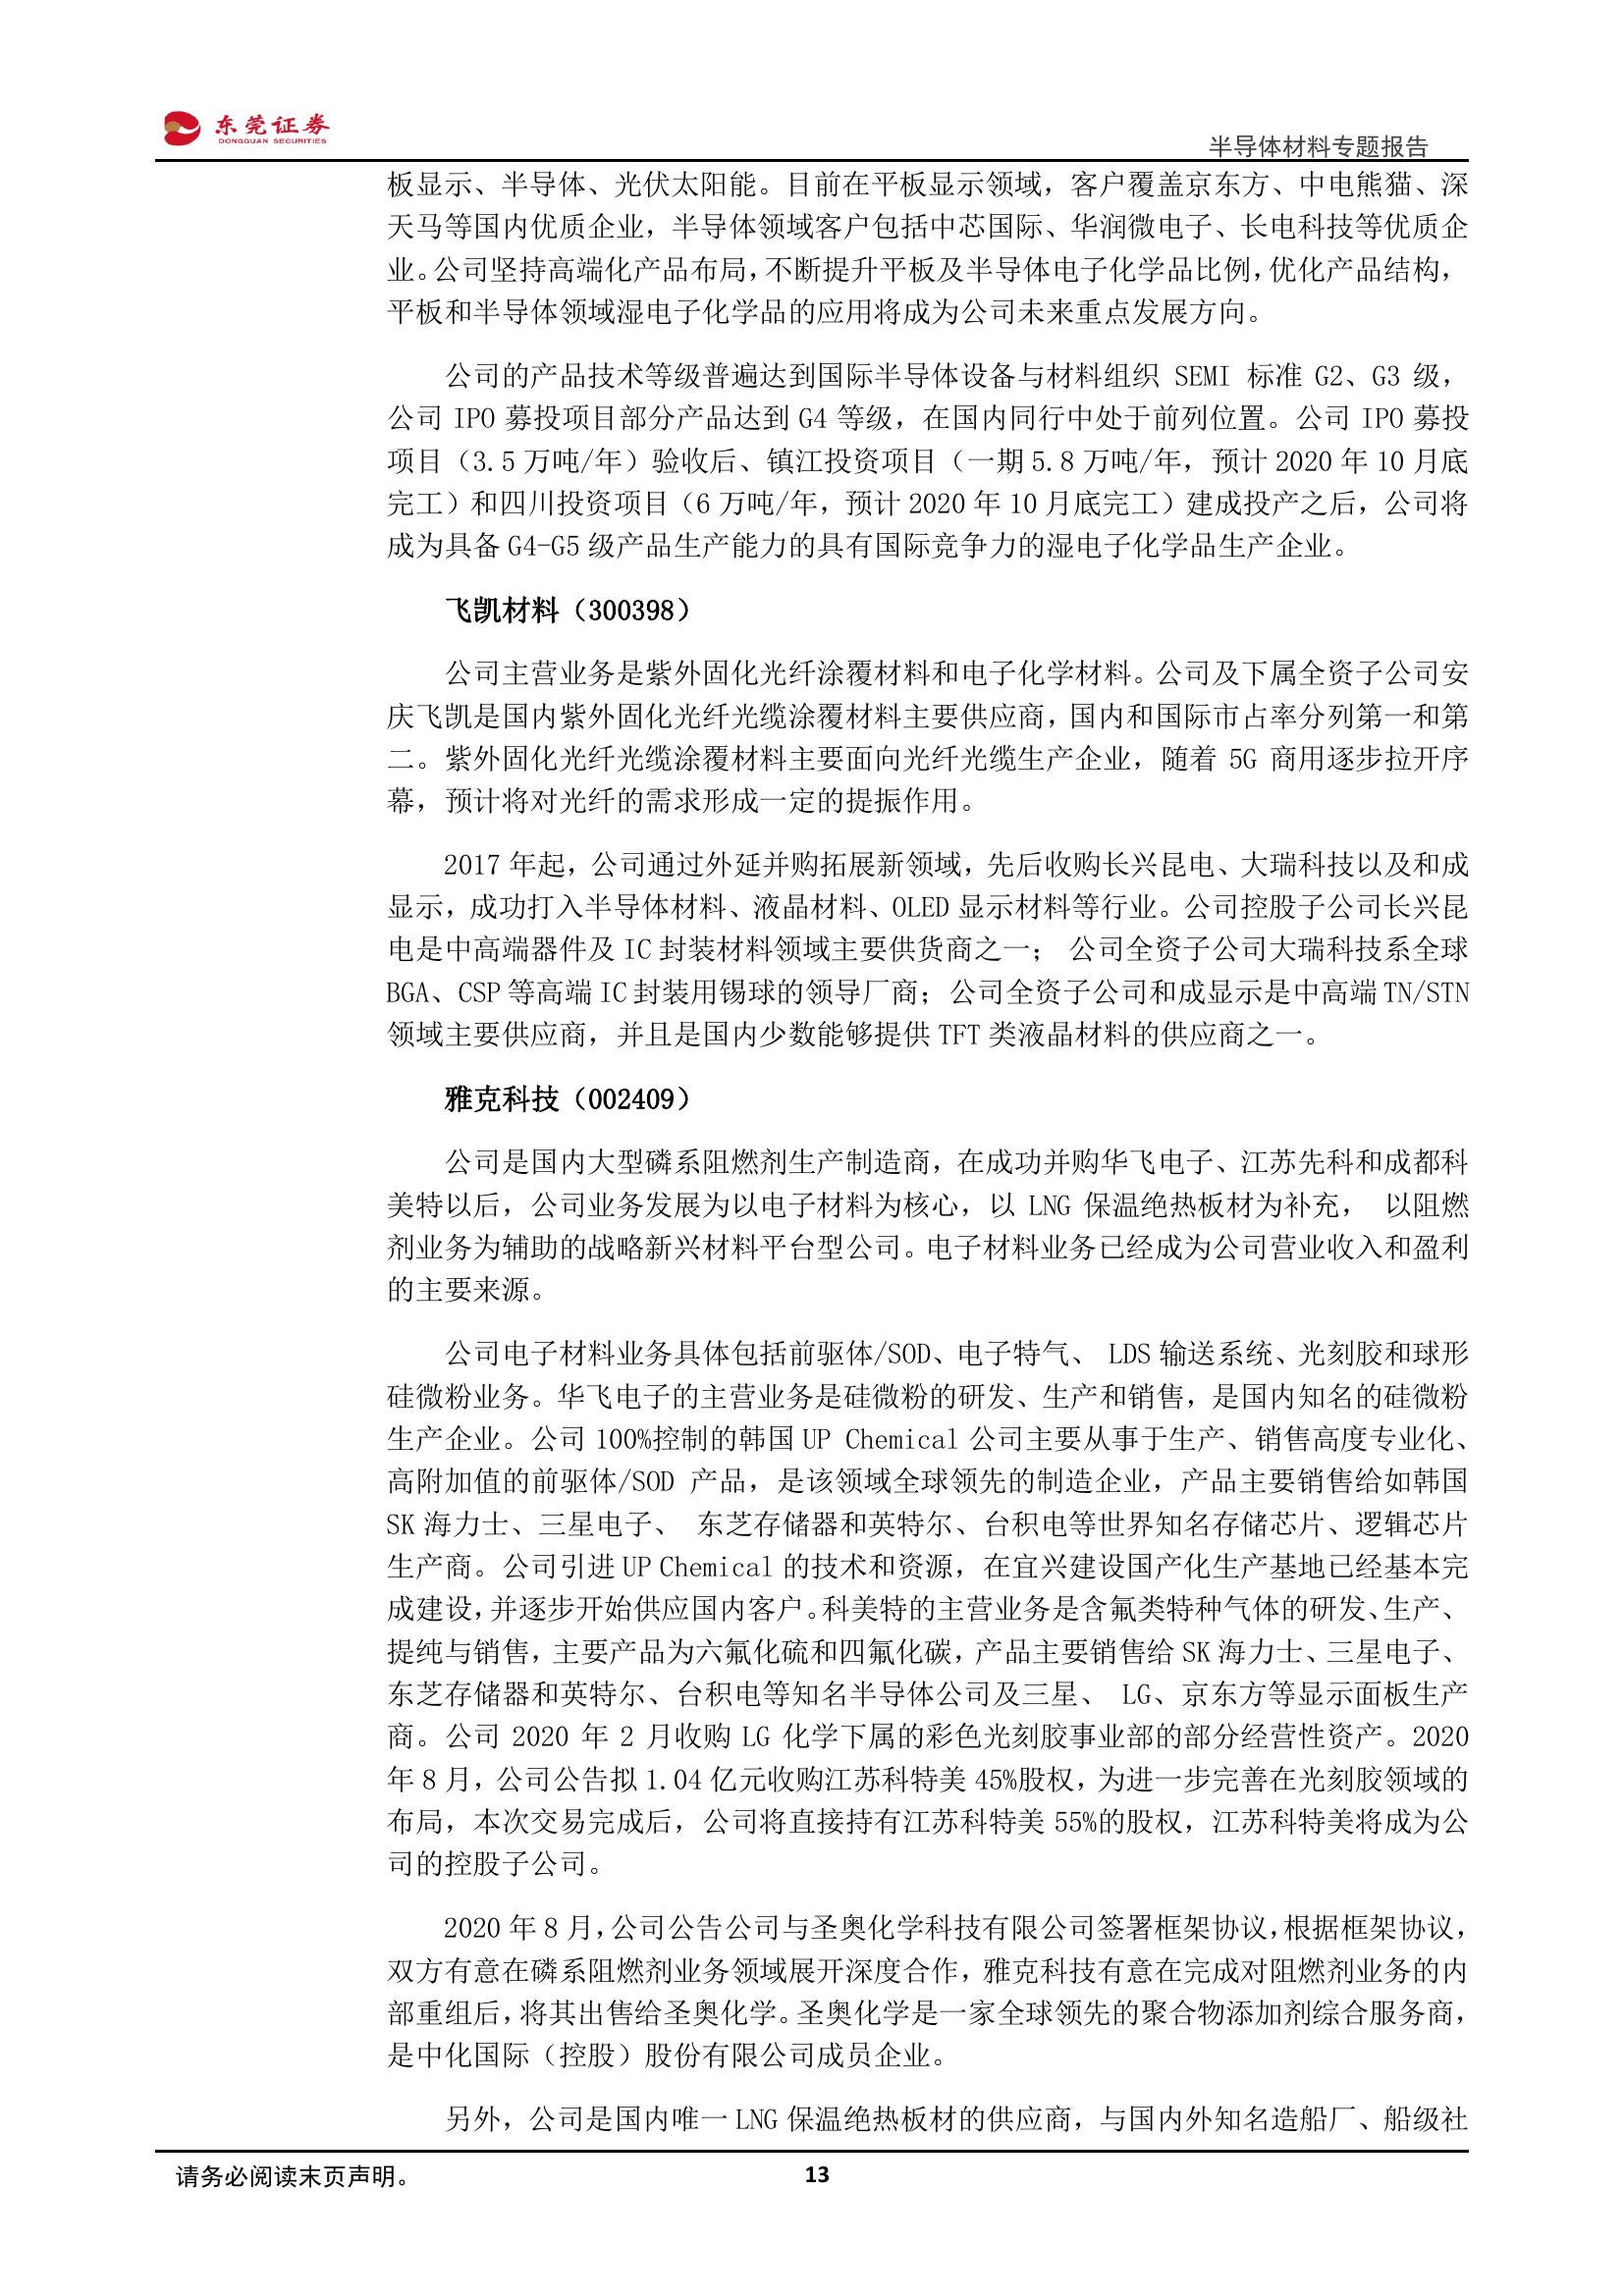 东莞证券
DONGGUAN SECURITIES
半导体材料专题报告
板显示、半导体、光伏太阳能。目前在平板显示领域，客户覆盖京东方、中电熊猫、深
天马等国内优质企业，半导体领域客户包括中芯国际、华润微电子、长电科技等优质企
业。公司坚持高端化产品布局，不断提升平板及半导体电子化学品比例，优化产品结构，
平板和半导体领域湿电子化学品的应用将成为公司未来重点发展方向。
公司的产品技术等级普遍达到国际半导体设备与材料组织 SEMI 标准 G2、G3 级，
公司 IPO 募投项目部分产品达到 G4 等级，在国内同行中处于前列位置。公司 IPO 募投
项目（3.5 万吨/年）验收后、镇江投资项目（一期 5.8 万吨/年，预计 2020 年 10 月底
完工）和四川投资项目（6 万吨/年，预计 2020 年 10 月底完工）建成投产之后，公司将
成为具备 G4-G5 级产品生产能力的具有国际竞争力的湿电子化学品生产企业。
飞凯材料（300398）
公司主营业务是紫外固化光纤涂覆材料和电子化学材料。公司及下属全资子公司安
庆飞凯是国内紫外固化光纤光缆涂覆材料主要供应商，国内和国际市占率分列第一和第
二。紫外固化光纤光缆涂覆材料主要面向光纤光缆生产企业，随着 5G 商用逐步拉开序
幕，预计将对光纤的需求形成一定的提振作用。
2017 年起，公司通过外延并购拓展新领域，先后收购长兴昆电、大瑞科技以及和成
显示，成功打入半导体材料、液晶材料、OLED 显示材料等行业。公司控股子公司长兴昆
电是中高端器件及 IC 封装材料领域主要供货商之一； 公司全资子公司大瑞科技系全球
BGA、CSP 等高端 IC 封装用锡球的领导厂商；公司全资子公司和成显示是中高端 TN/STN
领域主要供应商，并且是国内少数能够提供 TFT 类液晶材料的供应商之一。
雅克科技（002409）
公司是国内大型磷系阻燃剂生产制造商，在成功并购华飞电子、江苏先科和成都科
美特以后，公司业务发展为以电子材料为核心，以 LNG 保温绝热板材为补充， 以阻燃
剂业务为辅助的战略新兴材料平台型公司。电子材料业务已经成为公司营业收入和盈利
的主要来源。
公司电子材料业务具体包括前驱体/SOD、电子特气、 LDS 输送系统、光刻胶和球形
硅微粉业务。华飞电子的主营业务是硅微粉的研发、生产和销售，是国内知名的硅微粉
生产企业。公司 100%控制的韩国 UP Chemical 公司主要从事于生产、销售高度专业化、
高附加值的前驱体/SOD 产品，是该领域全球领先的制造企业，产品主要销售给如韩国
SK 海力士、三星电子、 东芝存储器和英特尔、台积电等世界知名存储芯片、逻辑芯片
生产商。公司引进 UP Chemical 的技术和资源，在宜兴建设国产化生产基地已经基本完
成建设，并逐步开始供应国内客户。科美特的主营业务是含氟类特种气体的研发、生产、
提纯与销售，主要产品为六氟化硫和四氟化碳，产品主要销售给 SK 海力士、三星电子、
东芝存储器和英特尔、台积电等知名半导体公司及三星、 LG、京东方等显示面板生产
商。公司 2020 年 2 月收购 LG 化学下属的彩色光刻胶事业部的部分经营性资产。2020
年 8 月，公司公告拟 1.04 亿元收购江苏科特美 45%股权，为进一步完善在光刻胶领域的
布局，本次交易完成后，公司将直接持有江苏科特美 55%的股权，江苏科特美将成为公
司的控股子公司。
2020 年 8 月，公司公告公司与圣奥化学科技有限公司签署框架协议，根据框架协议，
双方有意在磷系阻燃剂业务领域展开深度合作，雅克科技有意在完成对阻燃剂业务的内
部重组后，将其出售给圣奥化学。圣奥化学是一家全球领先的聚合物添加剂综合服务商，
是中化国际（控股）股份有限公司成员企业。
另外，公司是国内唯一 LNG 保温绝热板材的供应商，与国内外知名造船厂、船级社
请务必阅读末页声明。
13